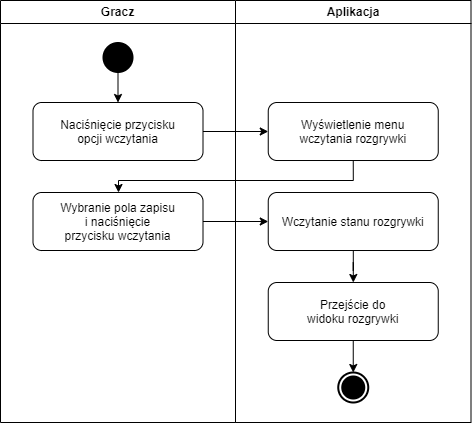 Gracz
Aplikacja
Naciśnięcie przycisku
opcji wczytania
Wyświetlenie menu
wczytania rozgrywki
Wybranie pola zapisu
i naciśnięcie
przycisku wczytania
Wczytanie stanu rozgrywki
Przejście do
widoku rozgrywki